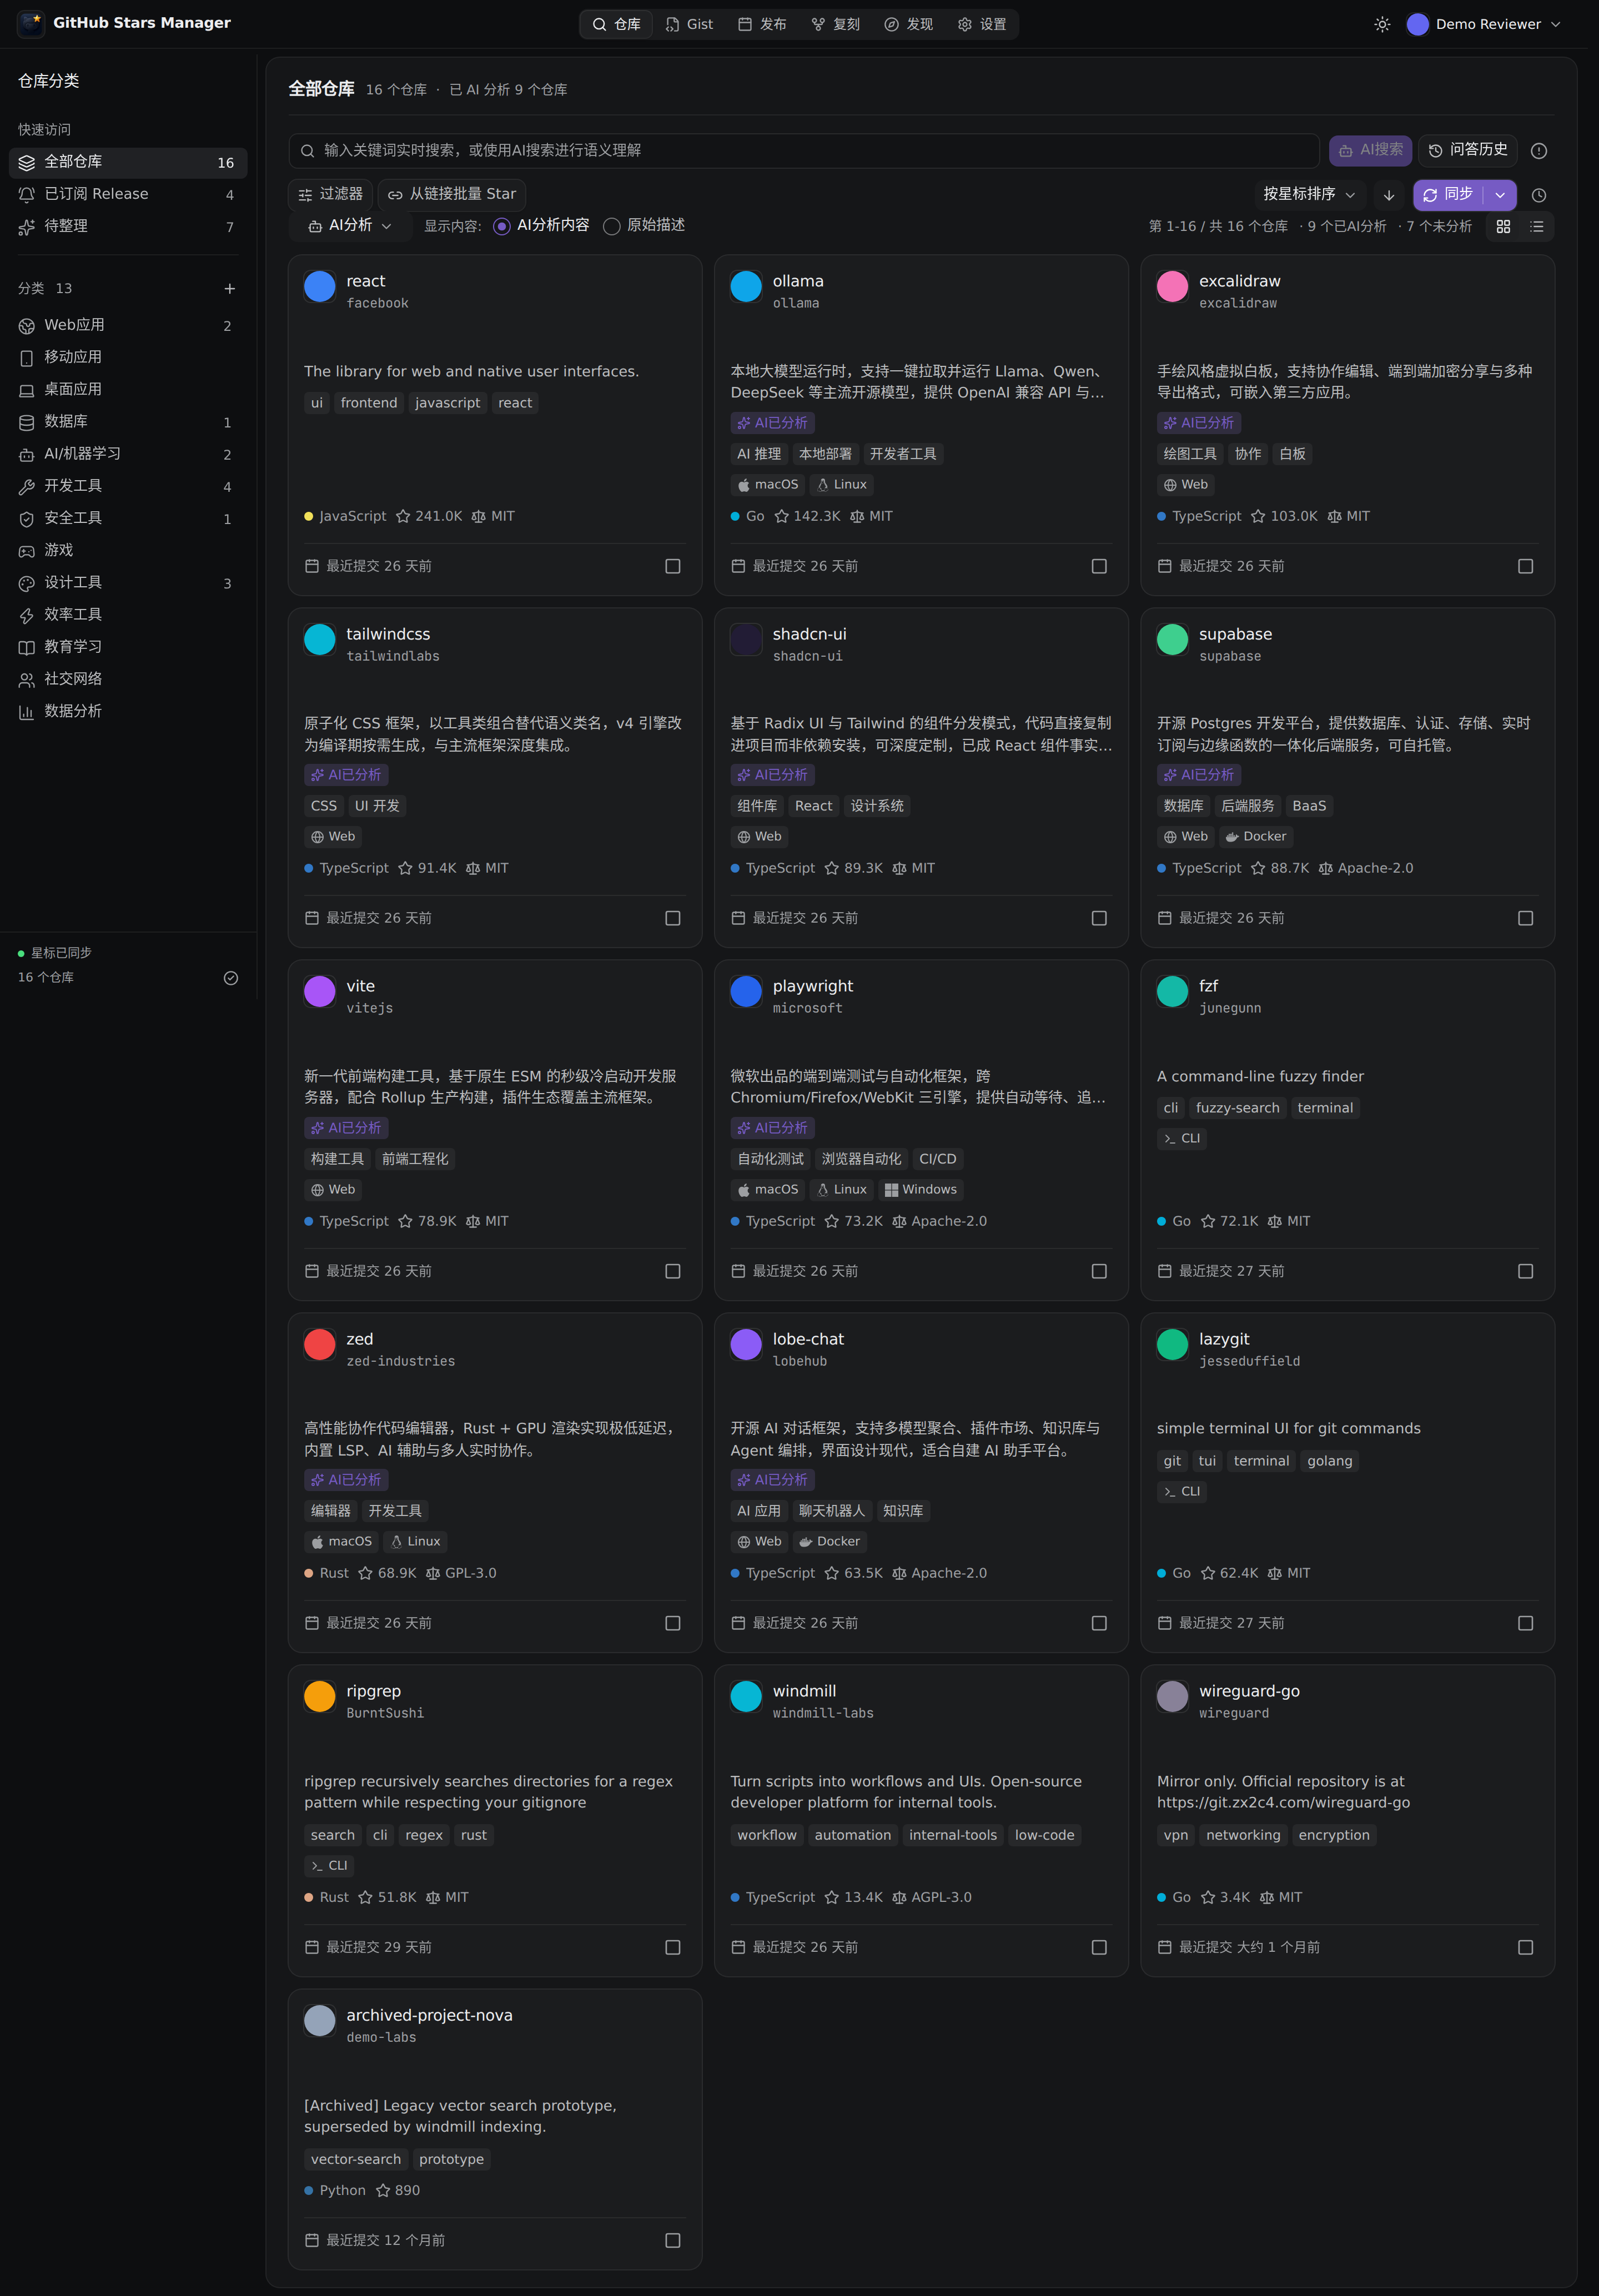 GitHub Stars Manager
仓库
Gist
发布
复刻
发现
设置
Demo Reviewer
仓库分类
快速访问
全部仓库 16
已订阅 Release 4
待整理 7
分类 13
Web应用 2
移动应用
桌面应用
数据库 1
AI/机器学习 2
开发工具 4
安全工具 1
游戏
设计工具 3
效率工具
教育学习
社交网络
数据分析
星标已同步
16 个仓库
全部仓库 16 个仓库 · 已 AI 分析 9 个仓库
输入关键词实时搜索，或使用AI搜索进行语义理解
AI搜索
问答历史
过滤器
从链接批量 Star
按星标排序
同步
AI分析
显示内容: AI分析内容 原始描述
第 1-16 / 共 16 个仓库 · 9 个已AI分析 · 7 个未分析
react
facebook
The library for web and native user interfaces.
ui frontend javascript react
JavaScript 241.0K MIT
最近提交 26 天前
ollama
ollama
本地大模型运行时，支持一键拉取并运行 Llama、Qwen、
DeepSeek 等主流开源模型，提供 OpenAI 兼容 API 与…
AI已分析
AI 推理 本地部署 开发者工具
macOS Linux
Go 142.3K MIT
最近提交 26 天前
excalidraw
excalidraw
手绘风格虚拟白板，支持协作编辑、端到端加密分享与多种
导出格式，可嵌入第三方应用。
AI已分析
绘图工具 协作 白板
Web
TypeScript 103.0K MIT
最近提交 26 天前
tailwindcss
tailwindlabs
原子化 CSS 框架，以工具类组合替代语义类名，v4 引擎改
为编译期按需生成，与主流框架深度集成。
AI已分析
CSS UI 开发
Web
TypeScript 91.4K MIT
最近提交 26 天前
shadcn-ui
shadcn-ui
基于 Radix UI 与 Tailwind 的组件分发模式，代码直接复制
进项目而非依赖安装，可深度定制，已成 React 组件事实…
AI已分析
组件库 React 设计系统
Web
TypeScript 89.3K MIT
最近提交 26 天前
supabase
supabase
开源 Postgres 开发平台，提供数据库、认证、存储、实时
订阅与边缘函数的一体化后端服务，可自托管。
AI已分析
数据库 后端服务 BaaS
Web Docker
TypeScript 88.7K Apache-2.0
最近提交 26 天前
vite
vitejs
新一代前端构建工具，基于原生 ESM 的秒级冷启动开发服
务器，配合 Rollup 生产构建，插件生态覆盖主流框架。
AI已分析
构建工具 前端工程化
Web
TypeScript 78.9K MIT
最近提交 26 天前
playwright
microsoft
微软出品的端到端测试与自动化框架，跨
Chromium/Firefox/WebKit 三引擎，提供自动等待、追…
AI已分析
自动化测试 浏览器自动化 CI/CD
macOS Linux Windows
TypeScript 73.2K Apache-2.0
最近提交 26 天前
fzf
junegunn
A command-line fuzzy finder
cli fuzzy-search terminal
CLI
Go 72.1K MIT
最近提交 27 天前
zed
zed-industries
高性能协作代码编辑器，Rust + GPU 渲染实现极低延迟，
内置 LSP、AI 辅助与多人实时协作。
AI已分析
编辑器 开发工具
macOS Linux
Rust 68.9K GPL-3.0
最近提交 26 天前
lobe-chat
lobehub
开源 AI 对话框架，支持多模型聚合、插件市场、知识库与
Agent 编排，界面设计现代，适合自建 AI 助手平台。
AI已分析
AI 应用 聊天机器人 知识库
Web Docker
TypeScript 63.5K Apache-2.0
最近提交 26 天前
lazygit
jesseduffield
simple terminal UI for git commands
git tui terminal golang
CLI
Go 62.4K MIT
最近提交 27 天前
ripgrep
BurntSushi
ripgrep recursively searches directories for a regex
pattern while respecting your gitignore
search cli regex rust
CLI
Rust 51.8K MIT
最近提交 29 天前
windmill
windmill-labs
Turn scripts into workflows and UIs. Open-source
developer platform for internal tools.
workflow automation internal-tools low-code
TypeScript 13.4K AGPL-3.0
最近提交 26 天前
wireguard-go
wireguard
Mirror only. Official repository is at
https://git.zx2c4.com/wireguard-go
vpn networking encryption
Go 3.4K MIT
最近提交 大约 1 个月前
archived-project-nova
demo-labs
[Archived] Legacy vector search prototype,
superseded by windmill indexing.
vector-search prototype
Python 890
最近提交 12 个月前